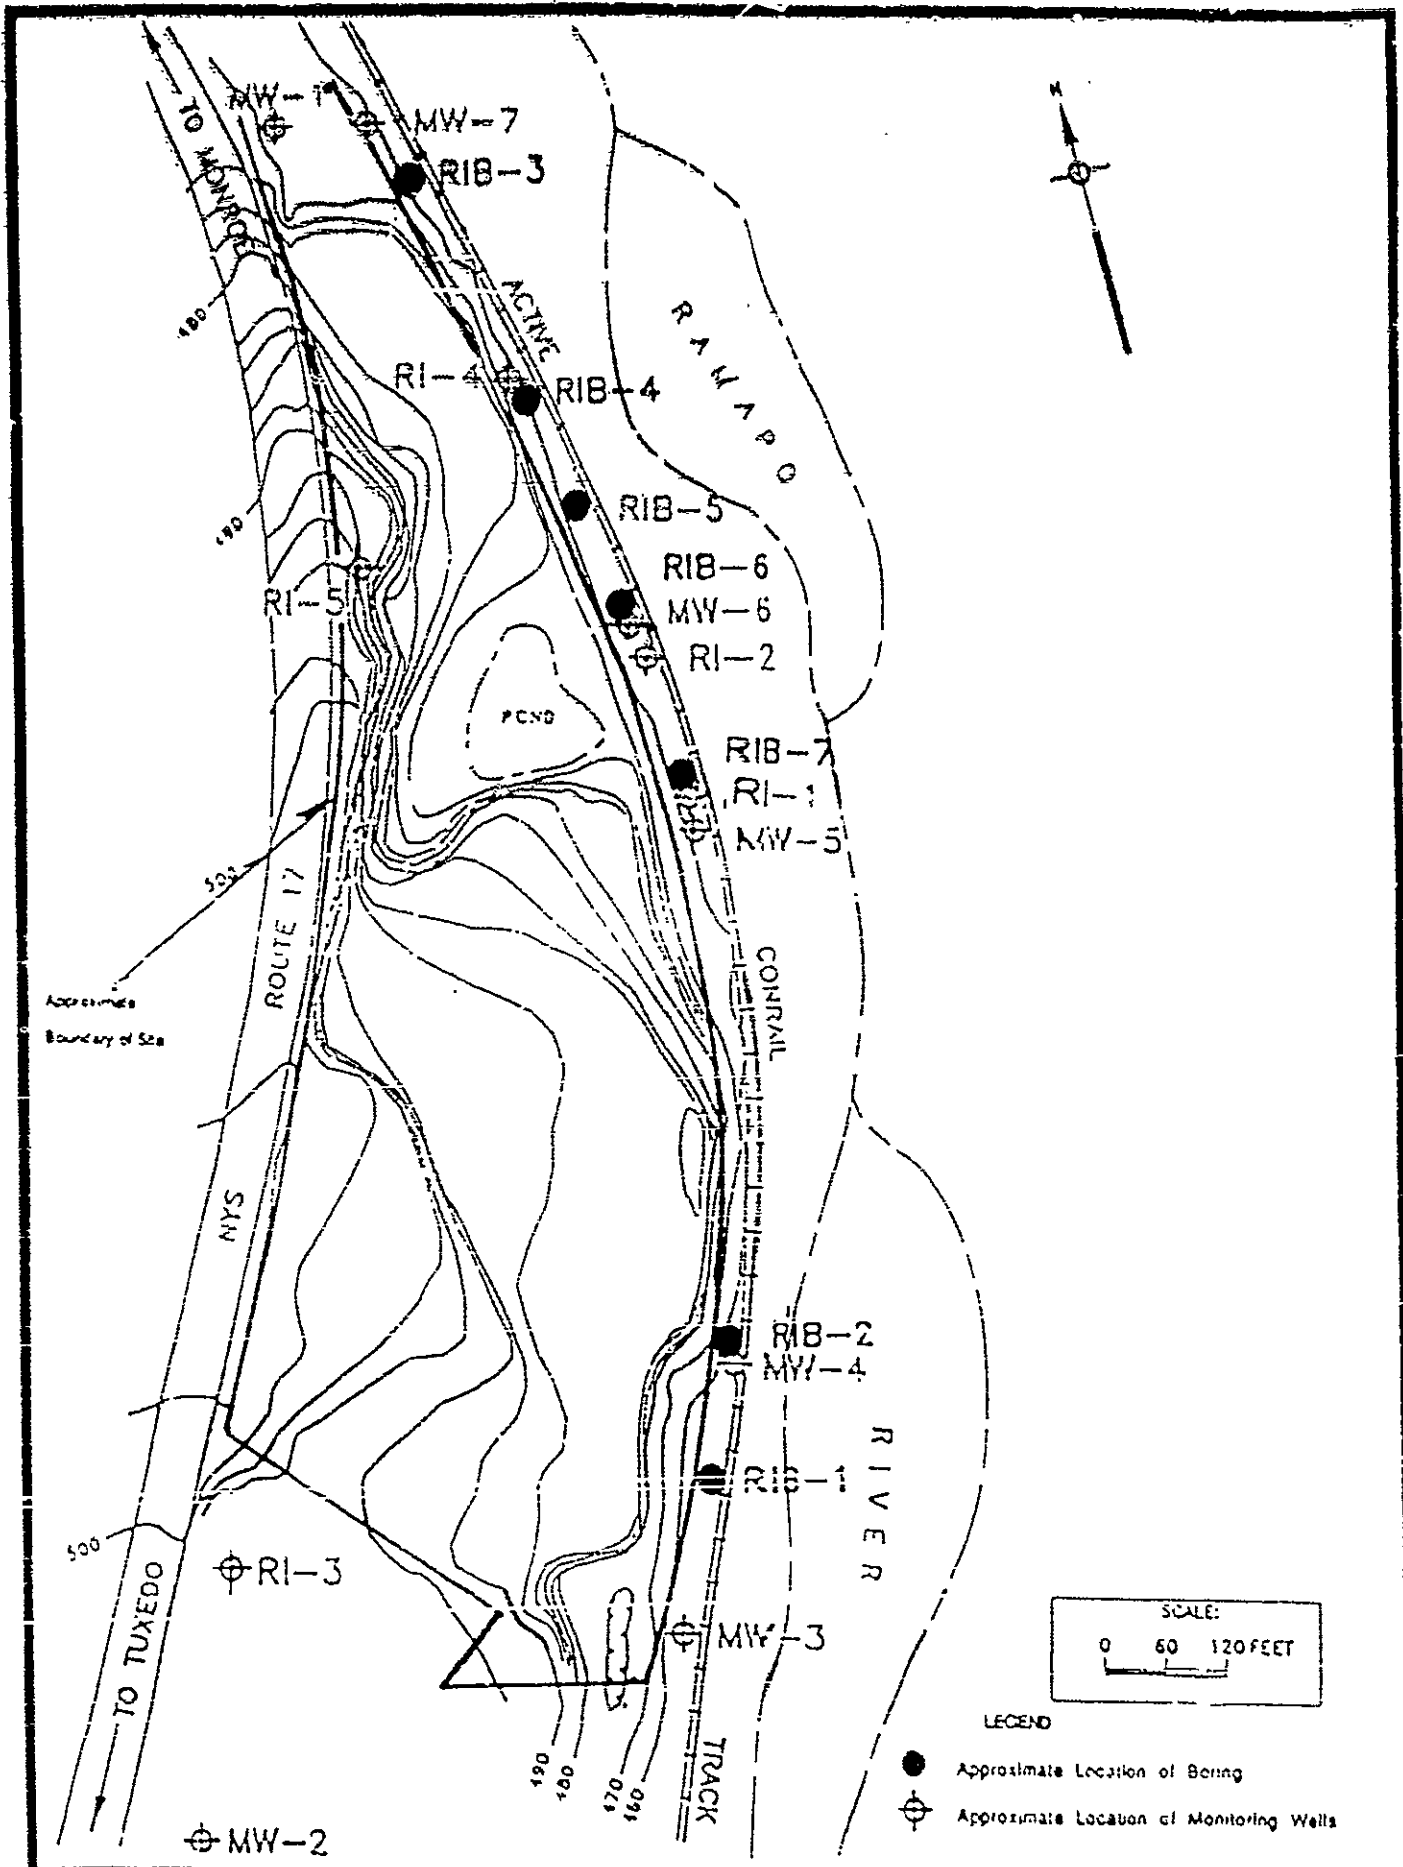 N
MW-1
MW-7
TO MONROE
RIB-3
480
ACTIVE
RAMAPO
RI-4
RIB-4
RIB-5
490
RIB-6
RI-5
MW-6
RI-2
POND
RIB-7
RI-1
MW-5
500
ROUTE 17
CONRAIL
Approximate
Boundary of Site
NYS
RIB-2
MW-4
RIVER
RIB-1
500
RI-3
TO TUXEDO
MW-3
SCALE:
0 60 120 FEET
LEGEND
TRACK
490
480
470
460
Approximate Location of Boring
Approximate Location of Monitoring Wells
MW-2